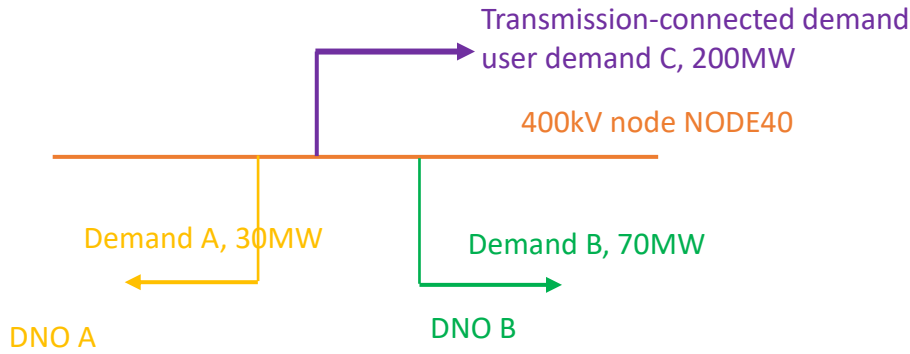 Transmission-connected demand
user demand C, 200MW
400kV node NODE40
Demand A, 30MW
Demand B, 70MW
DNO A
DNO B